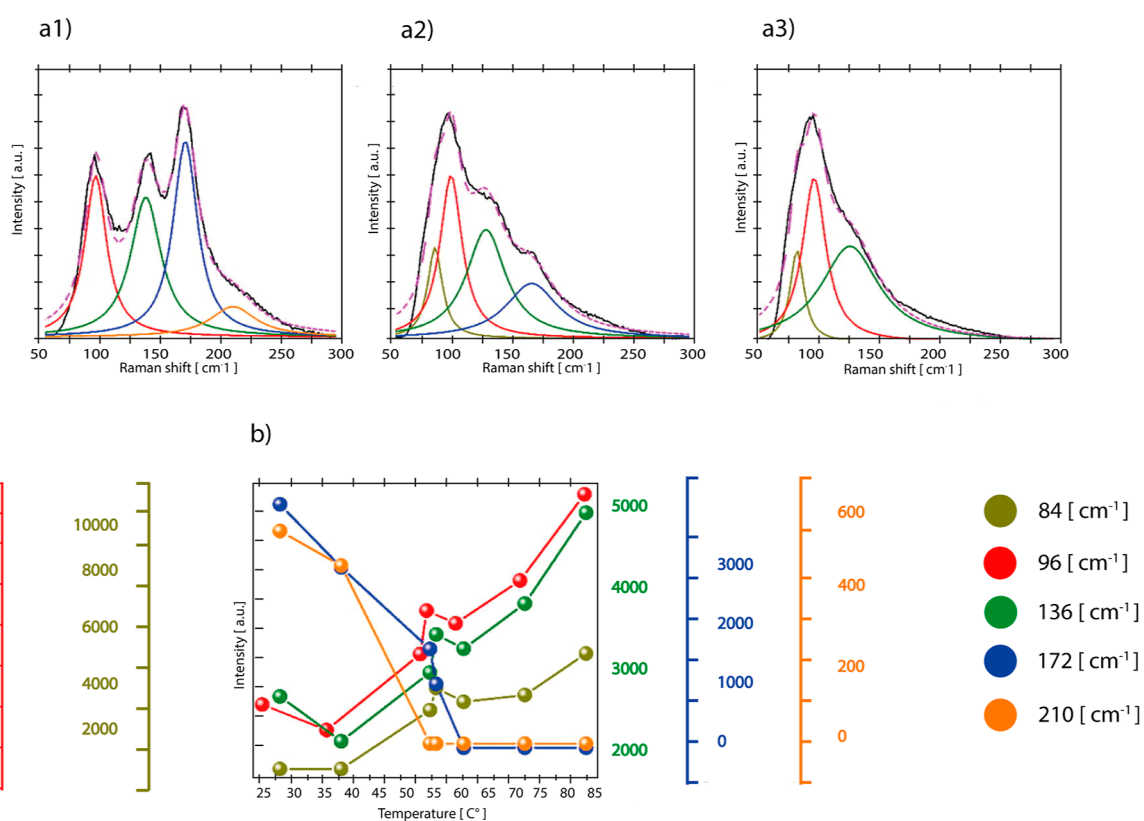 a1)
a2)
a3)
Intensity [ a.u.]
50 100 150 200 250 300
Raman shift [ cm-1 ]
Intensity [ a.u.]
50 100 150 200 250 300
Raman shift [ cm-1 ]
Intensity [ a.u.]
50 100 150 200 250 300
Raman shift [ cm-1 ]
b)
10000
8000
6000
4000
2000
Intensity [ a.u.]
25 30 35 40 45 50 55 60 65 70 75 80 85
Temperature [ C° ]
5000
4000
3000
2000
3000
2000
1000
0
600
400
200
0
84 [ cm-1 ]
96 [ cm-1 ]
136 [ cm-1 ]
172 [ cm-1 ]
210 [ cm-1 ]